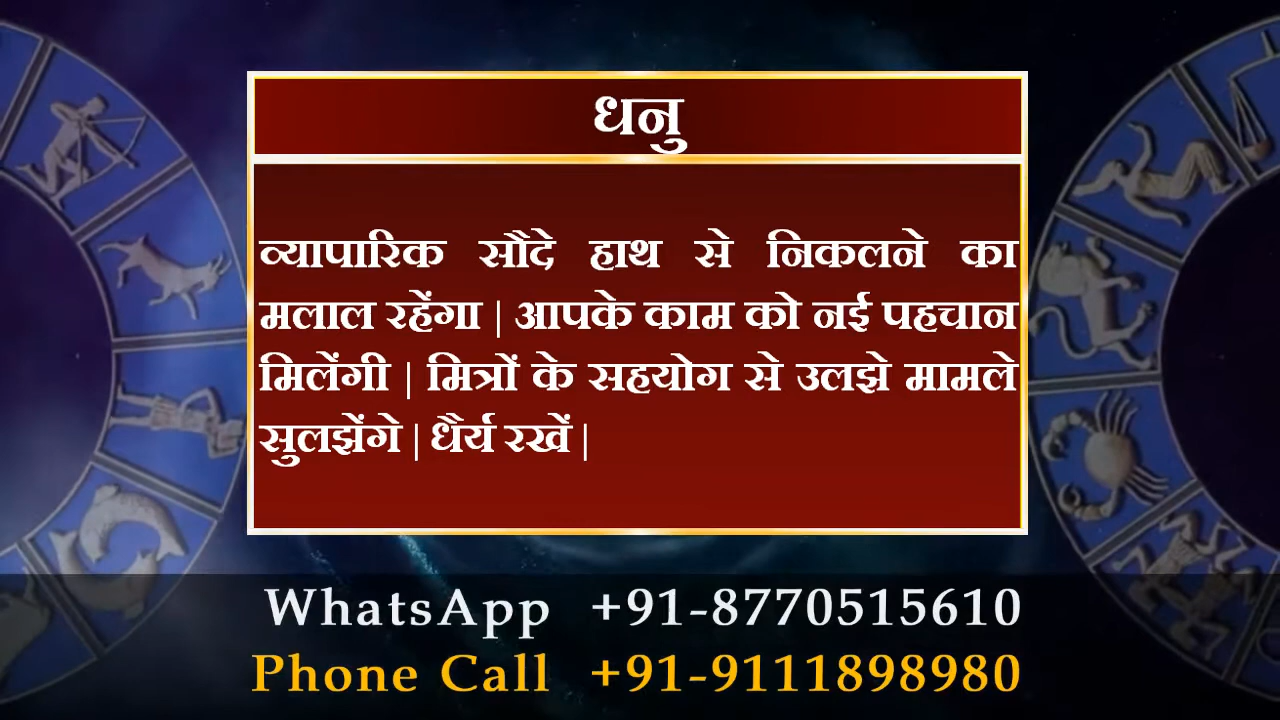 धनु
व्यापारिक सौदे हाथ से निकलने का
मलाल रहेंगा | आपके काम को नई पहचान
मिलेंगी | मित्रों के सहयोग से उलझे मामले
सुलझेंगे | धैर्य रखें |
WhatsApp +91-8770515610
Phone Call +91-9111898980